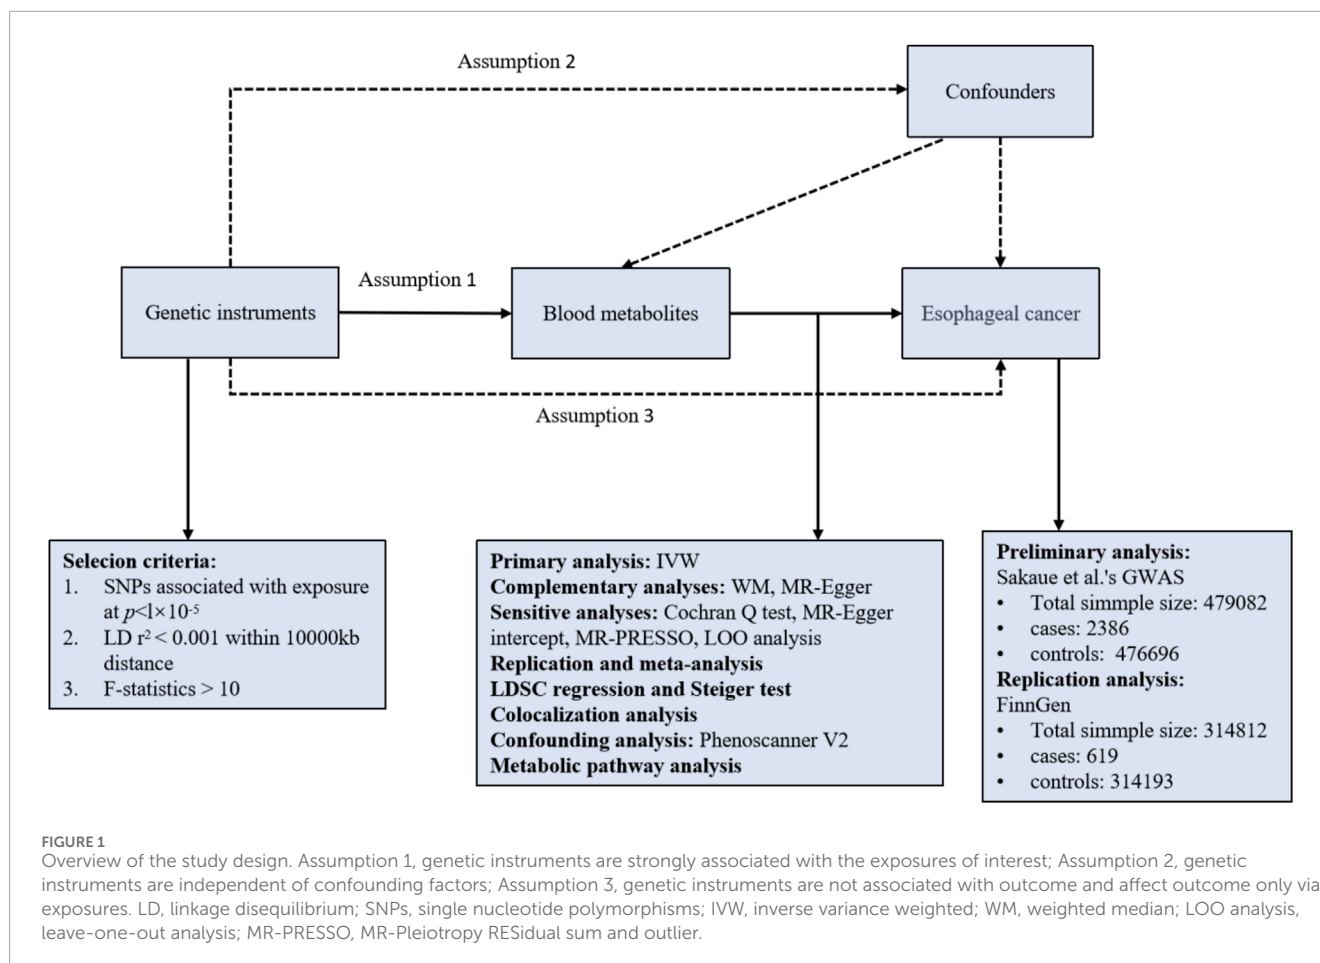 Assumption 2
Confounders
Genetic instruments
Assumption 1
Blood metabolites
Esophageal cancer
Assumption 3
Selecion criteria:
1. SNPs associated with exposure
at p<1×10-5
2. LD r² < 0.001 within 10000kb
distance
3. F-statistics > 10
Primary analysis: IVW
Complementary analyses: WM, MR-Egger
Sensitive analyses: Cochran Q test, MR-Egger
intercept, MR-PRESSO, LOO analysis
Replication and meta-analysis
LDSC regression and Steiger test
Colocalization analysis
Confounding analysis: Phenoscanner V2
Metabolic pathway analysis
Preliminary analysis:
Sakaue et al.'s GWAS
• Total simmple size: 479082
• cases: 2386
• controls: 476696
Replication analysis:
FinnGen
• Total simmple size: 314812
• cases: 619
• controls: 314193
FIGURE 1
Overview of the study design. Assumption 1, genetic instruments are strongly associated with the exposures of interest; Assumption 2, genetic
instruments are independent of confounding factors; Assumption 3, genetic instruments are not associated with outcome and affect outcome only via
exposures. LD, linkage disequilibrium; SNPs, single nucleotide polymorphisms; IVW, inverse variance weighted; WM, weighted median; LOO analysis,
leave-one-out analysis; MR-PRESSO, MR-Pleiotropy RESidual sum and outlier.